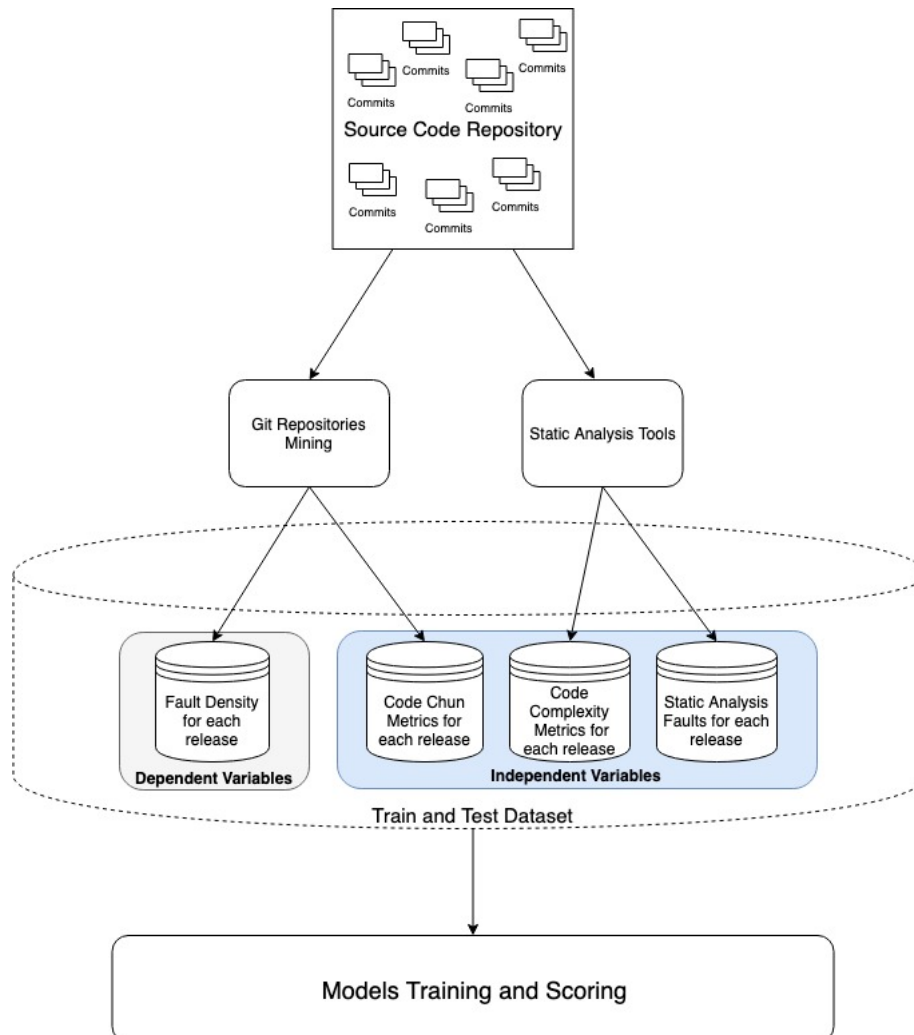 Commits
Commits
Commits
Commits
Source Code Repository
Commits
Commits
Commits
Git Repositories
Mining
Static Analysis Tools
Fault Density
for each
release
Dependent Variables
Code Chun
Metrics for
each release
Code
Complexity
Metrics for
each release
Static Analysis
Faults for each
release
Independent Variables
Train and Test Dataset
Models Training and Scoring